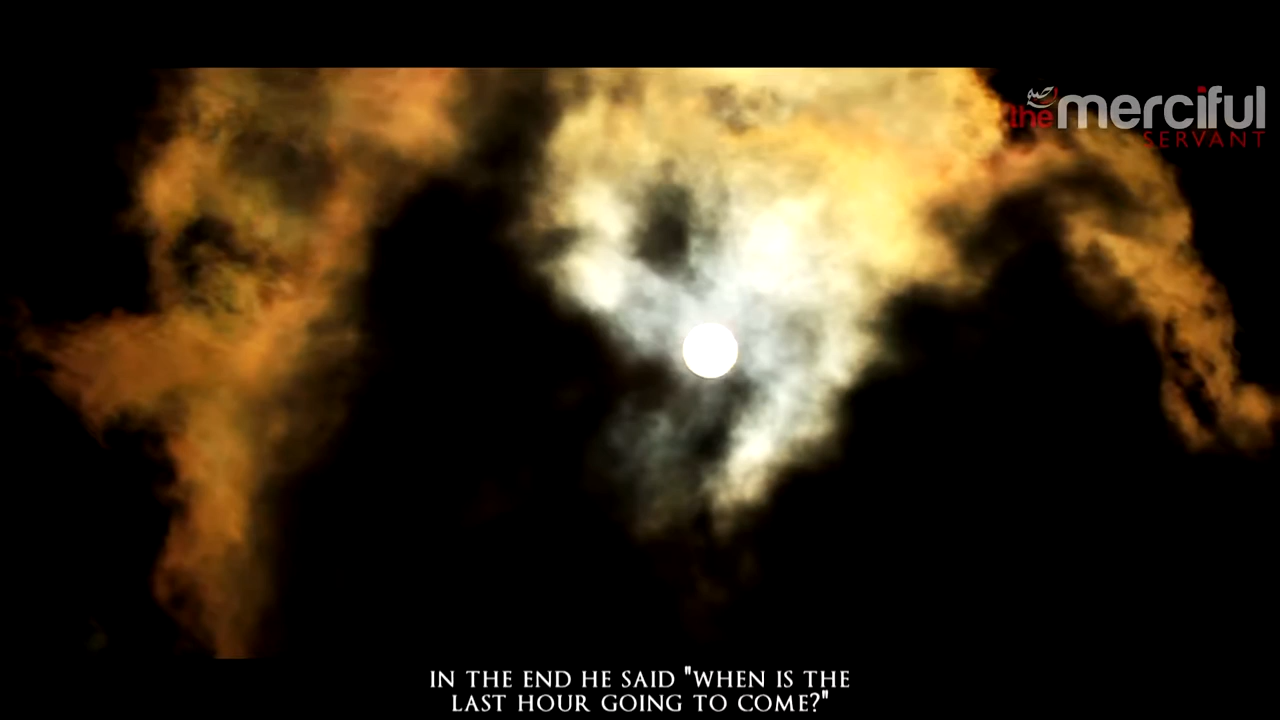 the merciful
SERVANT
IN THE END HE SAID "WHEN IS THE
LAST HOUR GOING TO COME?"